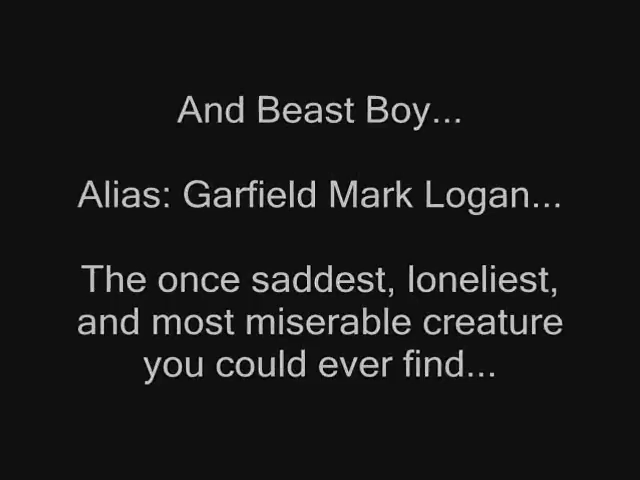 And Beast Boy...
Alias: Garfield Mark Logan...
The once saddest, loneliest,
and most miserable creature
you could ever find...